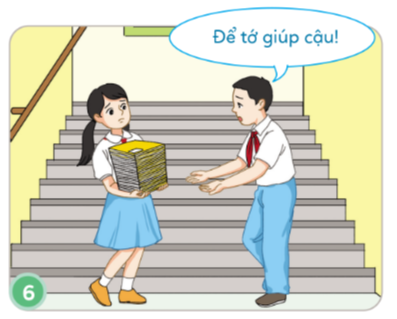 Để tớ giúp cậu!
6